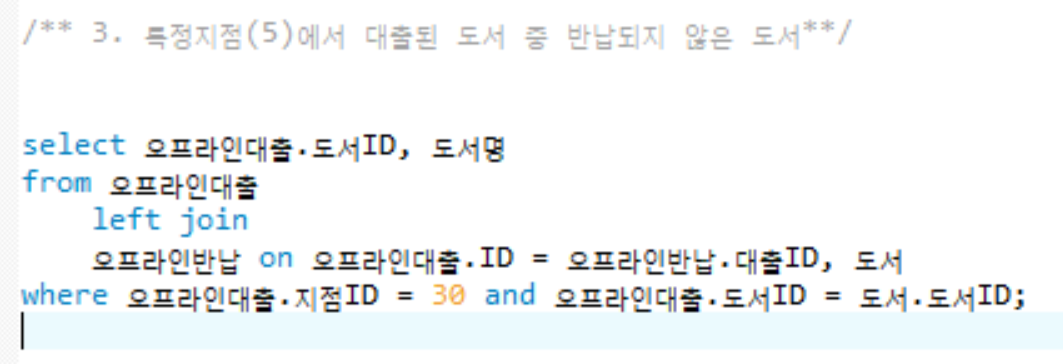 /** 3. 특정지점(5)에서 대출된 도서 중 반납되지 않은 도서**/
select 오프라인대출.도서ID, 도서명
from 오프라인대출
left join
오프라인반납 on 오프라인대출.ID = 오프라인반납.대출ID, 도서
where 오프라인대출.지점ID = 30 and 오프라인대출.도서ID = 도서.도서ID;